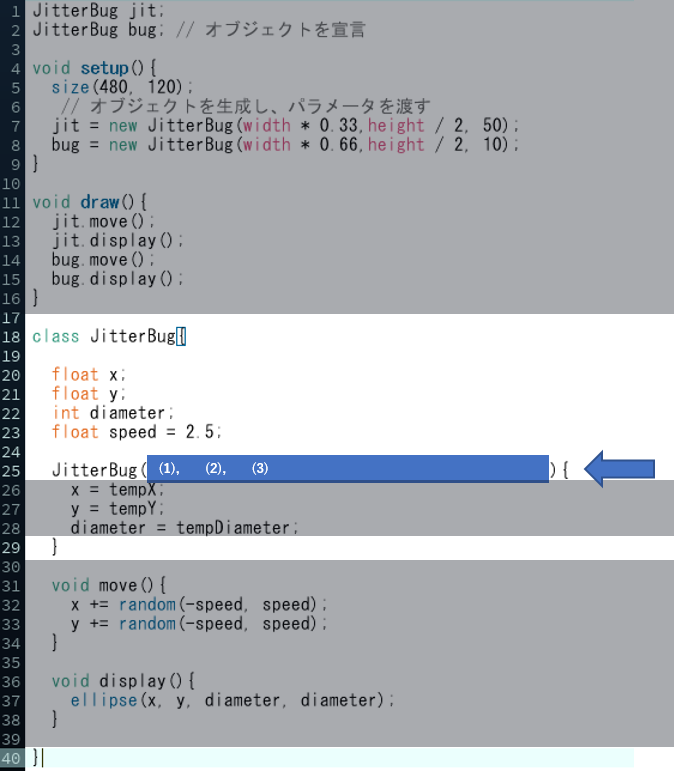 1 JitterBug jit;
2 JitterBug bug; // オブジェクトを宣言
3
4 void setup(){
5   size(480, 120);
6    // オブジェクトを生成し、パラメータを渡す
7   jit = new JitterBug(width * 0.33,height / 2, 50);
8   bug = new JitterBug(width * 0.66,height / 2, 10);
9 }
10
11 void draw(){
12   jit.move();
13   jit.display();
14   bug.move();
15   bug.display();
16 }
17
18 class JitterBug{
19
20   float x;
21   float y;
22   int diameter;
23   float speed = 2.5;
24
25   JitterBug( (1),   (2),   (3) ){
26     x = tempX;
27     y = tempY;
28     diameter = tempDiameter;
29   }
30
31   void move(){
32     x += random(-speed, speed);
33     y += random(-speed, speed);
34   }
35
36   void display(){
37     ellipse(x, y, diameter, diameter);
38   }
39
40 }